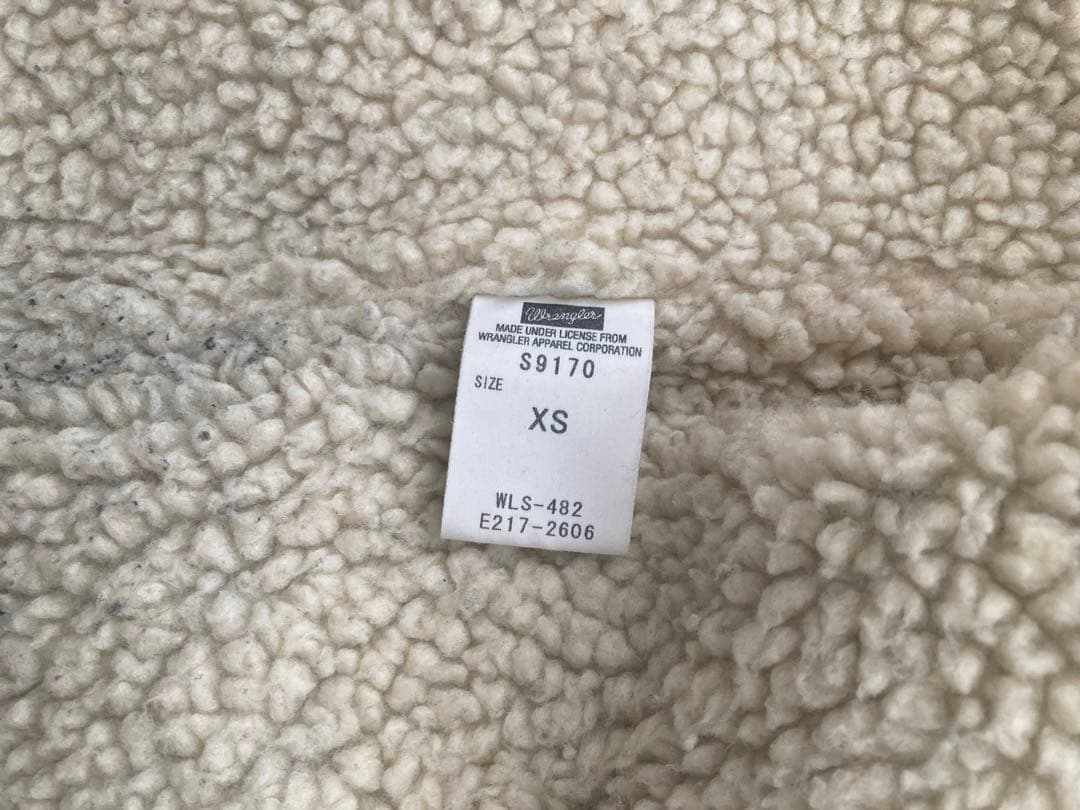 Wrangler
MADE UNDER LICENSE FROM
WRANGLER APPAREL CORPORATION
S9170
SIZE
XS
WLS-482
E217-2606